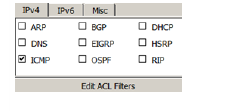 IPv4 IPv6 Misc
ARP BGP DHCP
DNS EIGRP HSRP
ICMP OSPF RIP
Edit ACL Filters